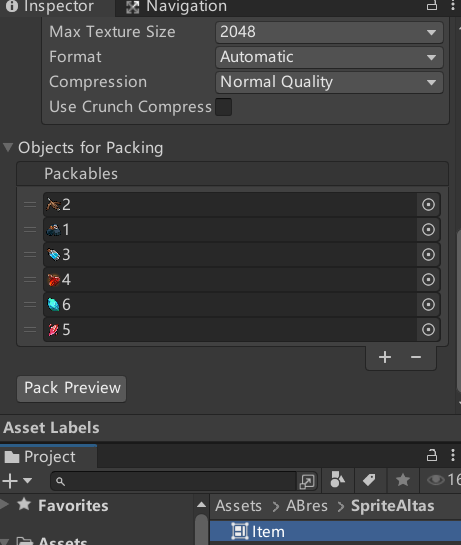 Inspector Navigation
Max Texture Size 2048
Format Automatic
Compression Normal Quality
Use Crunch Compress
Objects for Packing
Packables
2
1
3
4
6
5
+ −
Pack Preview
Asset Labels
Project
+ 16
Favorites Assets > ABres > SpriteAltas
Assets Item